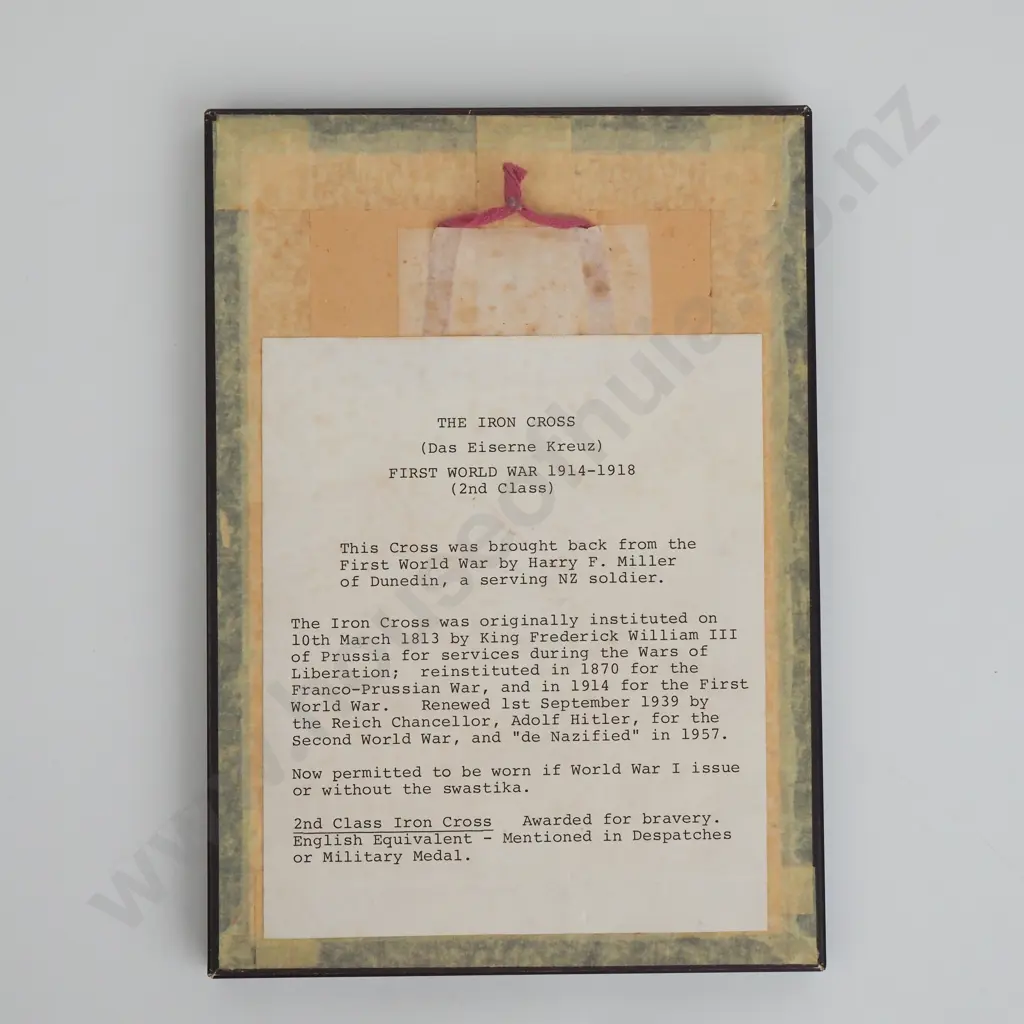 THE IRON CROSS
(Das Eiserne Kreuz)
FIRST WORLD WAR 1914-1918
(2nd Class)
This Cross was brought back from the
First World War by Harry F. Miller
of Dunedin, a serving NZ soldier.
The Iron Cross was originally instituted on
10th March 1813 by King Frederick William III
of Prussia for services during the Wars of
Liberation; reinstituted in 1870 for the
Franco-Prussian War, and in 1914 for the First
World War. Renewed 1st September 1939 by
the Reich Chancellor, Adolf Hitler, for the
Second World War, and "de Nazified" in 1957.
Now permitted to be worn if World War I issue
or without the swastika.
2nd Class Iron Cross Awarded for bravery.
English Equivalent - Mentioned in Despatches
or Military Medal.